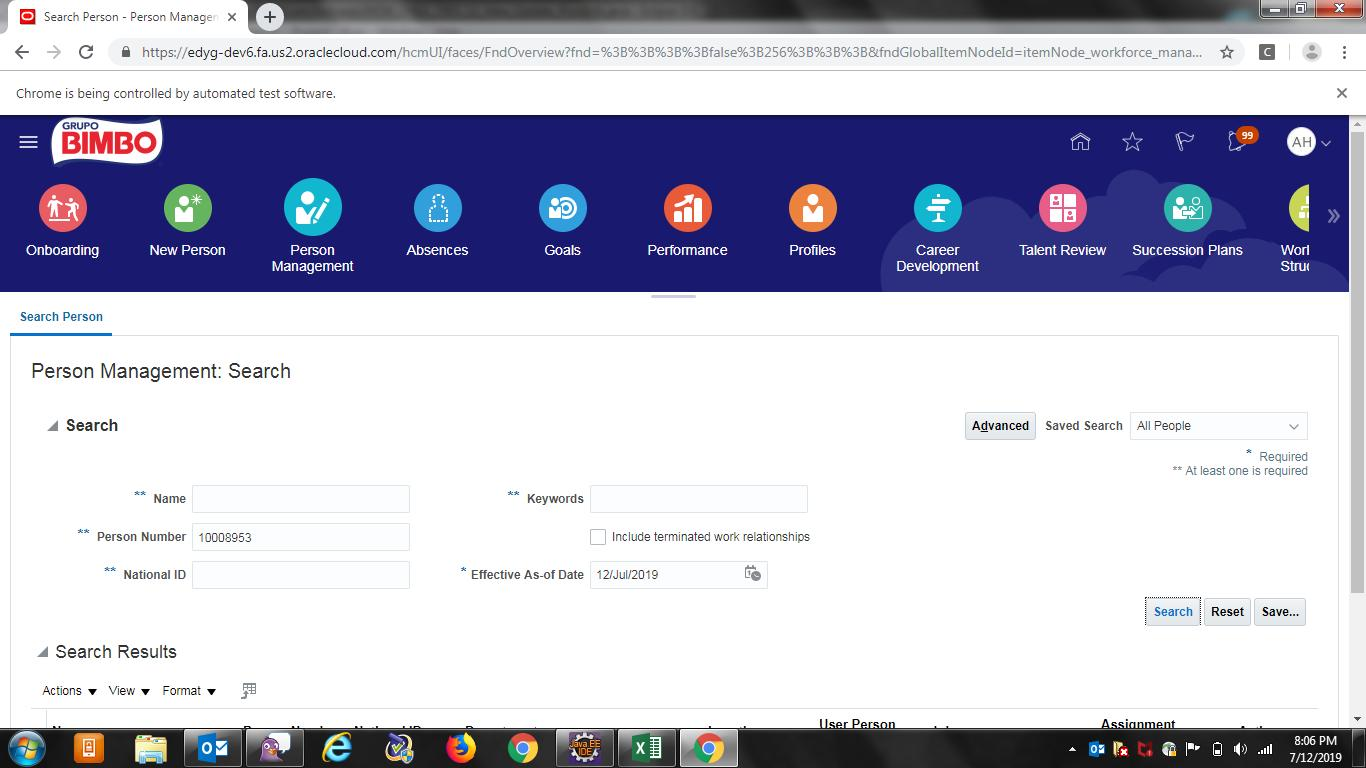 Search Person - Person Managen
https://edyg-dev6.fa.us2.oraclecloud.com/hcmUI/faces/FndOverview?fnd=%3B%3B%3B%3Bfalse%3B256%3B%3B%3B&fndGlobalItemNodeId=itemNode_workforce_mana...
C
Chrome is being controlled by automated test software.
GRUPO
BIMBO
99
AH
Onboarding
New Person
Person Management
Absences
Goals
Performance
Profiles
Career Development
Talent Review
Succession Plans
Search Person
Person Management: Search
Search
Advanced
Saved Search
All People
* Required
** At least one is required
** Name
** Keywords
** Person Number 10008953
Include terminated work relationships
** National ID
* Effective As-of Date 12/Jul/2019
Search Reset Save...
Search Results
Actions View Format
User Person
Assignment
Java EE
IDE
8:06 PM
7/12/2019